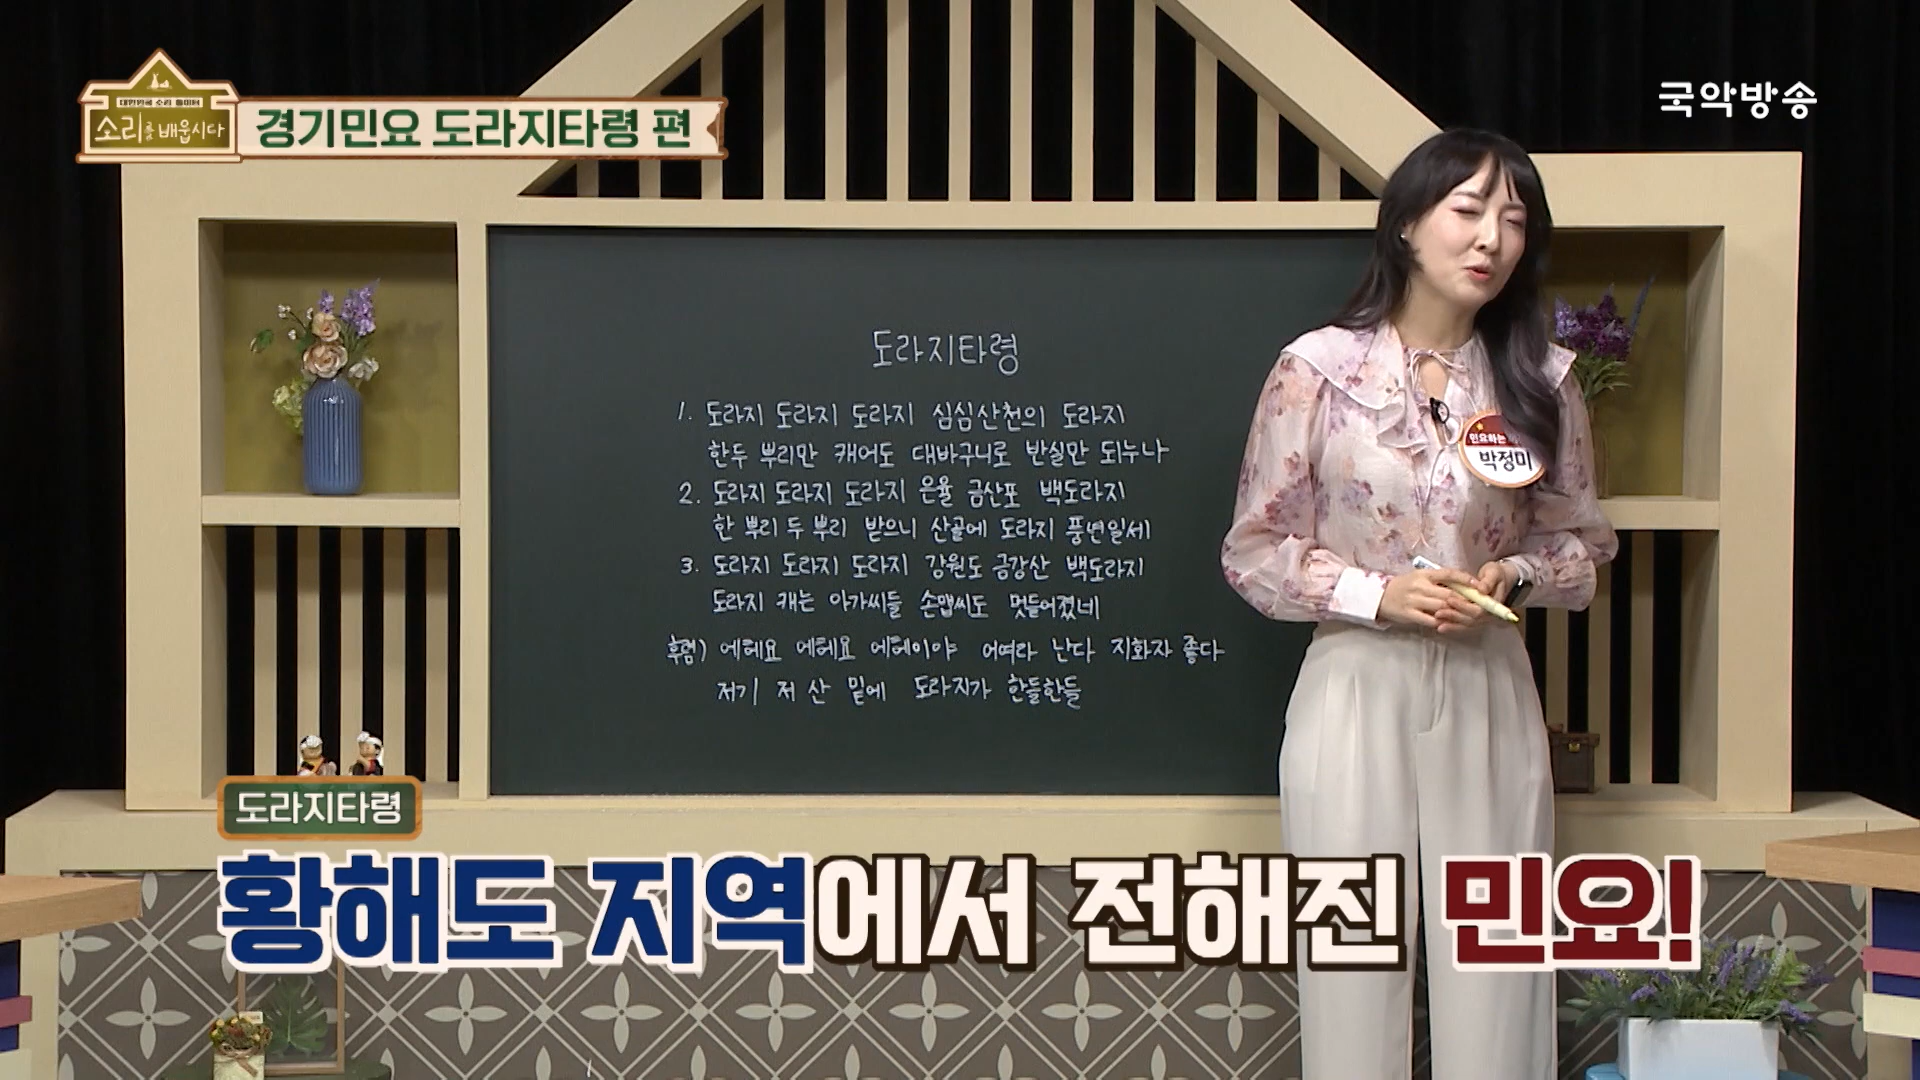 대한민국 소리 놀이터
소리를 배웁시다
경기민요 도라지타령 편
국악방송
도라지타령
1. 도라지 도라지 도라지 심심산천의 도라지
한두 뿌리만 캐어도 대바구니로 반실만 되누나
2. 도라지 도라지 도라지 은율 금산포 백도라지
한 뿌리 두 뿌리 받으니 산골에 도라지 풍년일세
3. 도라지 도라지 도라지 강원도 금강산 백도라지
도라지 캐는 아가씨들 손맵씨도 멋들어졌네
후렴) 에헤요 에헤요 에헤이야 어여라 난다 지화자 좋다
저기 저 산 밑에 도라지가 한들한들
민요하는
박정미
도라지타령
황해도 지역에서 전해진 민요!